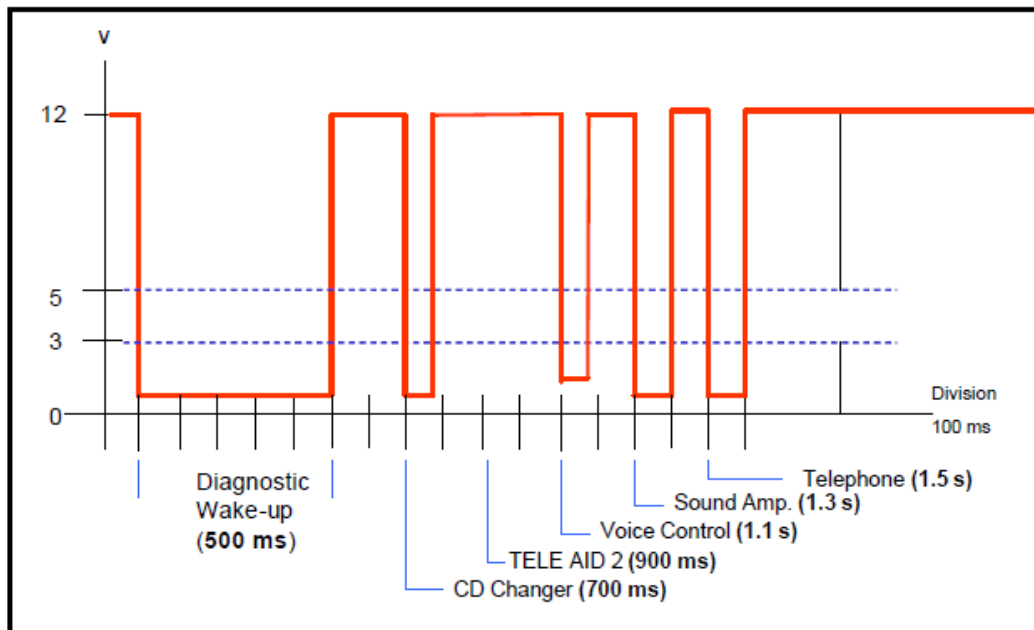 v
12
5
3
0
Division
100 ms
Diagnostic
Wake-up
(500 ms)
Telephone (1.5 s)
Sound Amp. (1.3 s)
Voice Control (1.1 s)
TELE AID 2 (900 ms)
CD Changer (700 ms)